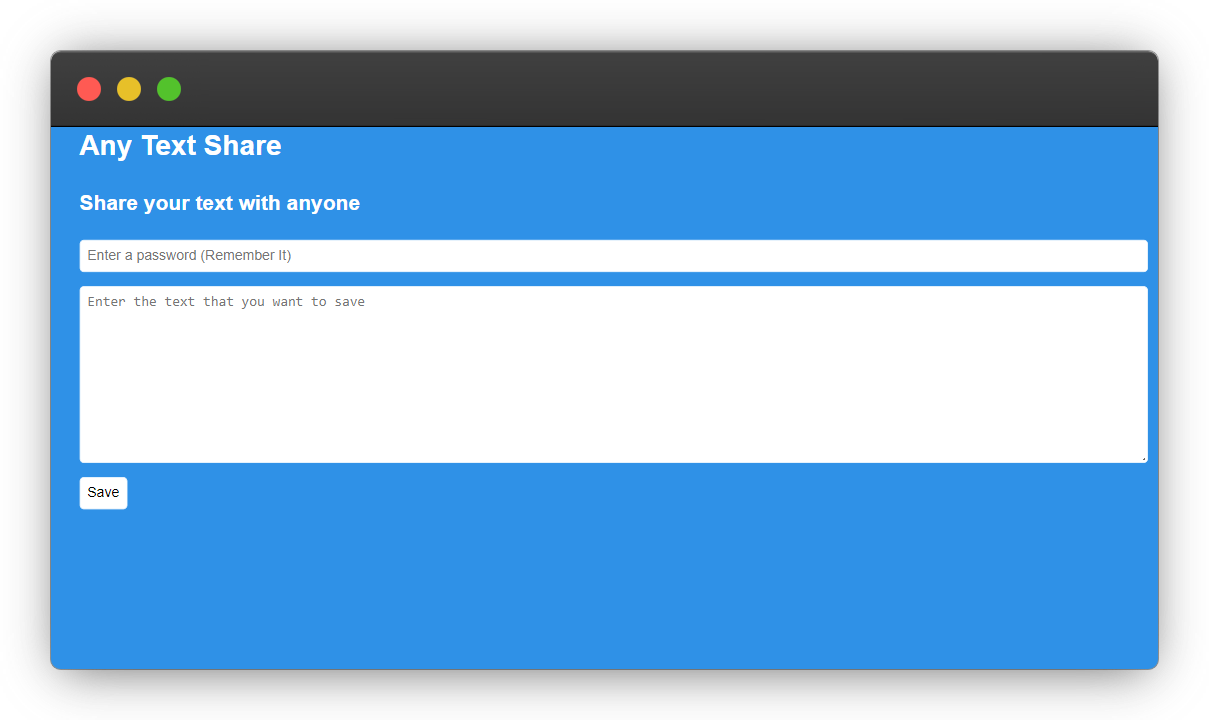 Any Text Share
Share your text with anyone
Enter a password (Remember It)
Enter the text that you want to save
Save